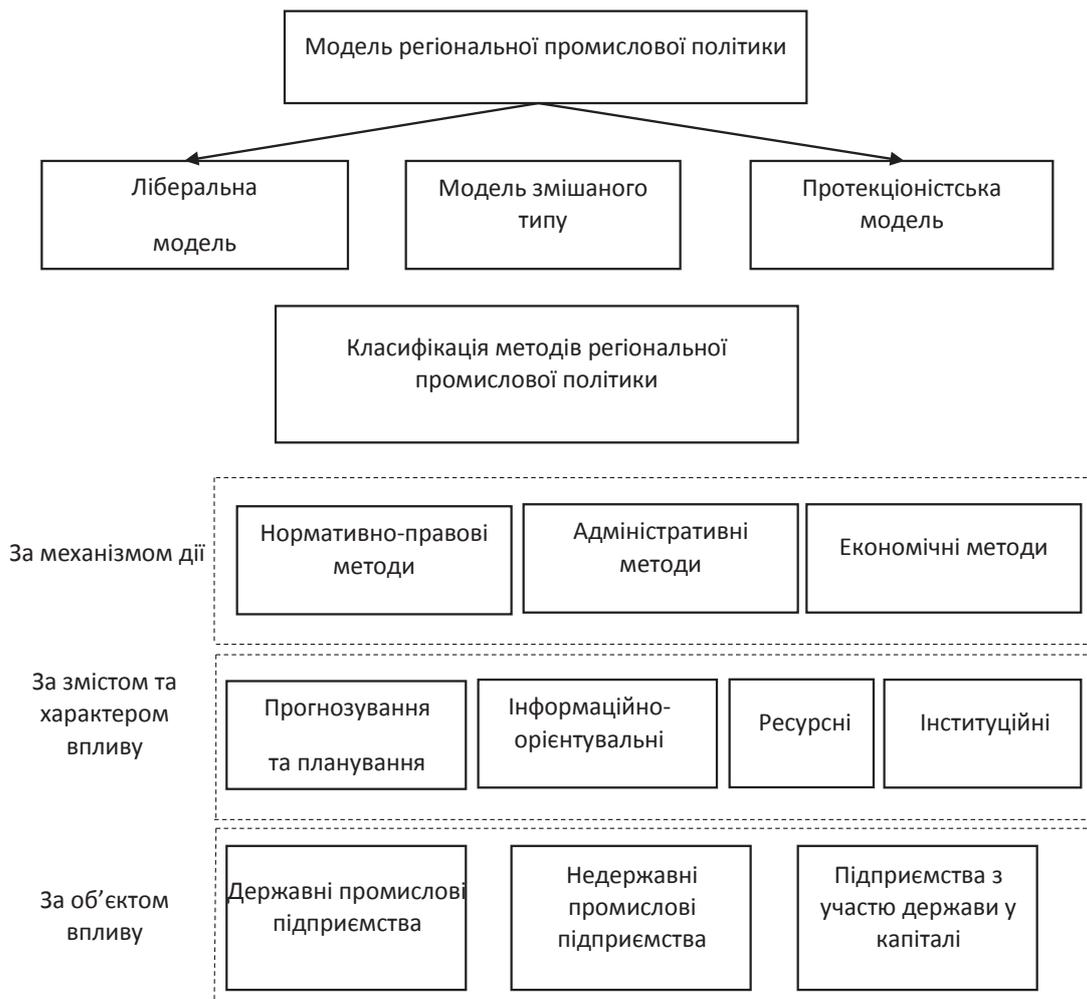 Модель регіональної промислової політики
Ліберальна
модель
Модель змішаного
типу
Протекціоністська
модель
Класифікація методів регіональної
промислової політики
За механізмом дії
Нормативно-правові
методи
Адміністративні
методи
Економічні методи
За змістом та
характером
впливу
Прогнозування
та планування
Інформаційно-
орієнтувальні
Ресурсні
Інституційні
За об’єктом
впливу
Державні промислові
підприємства
Недержавні
промислові
підприємства
Підприємства з
участю держави у
капіталі